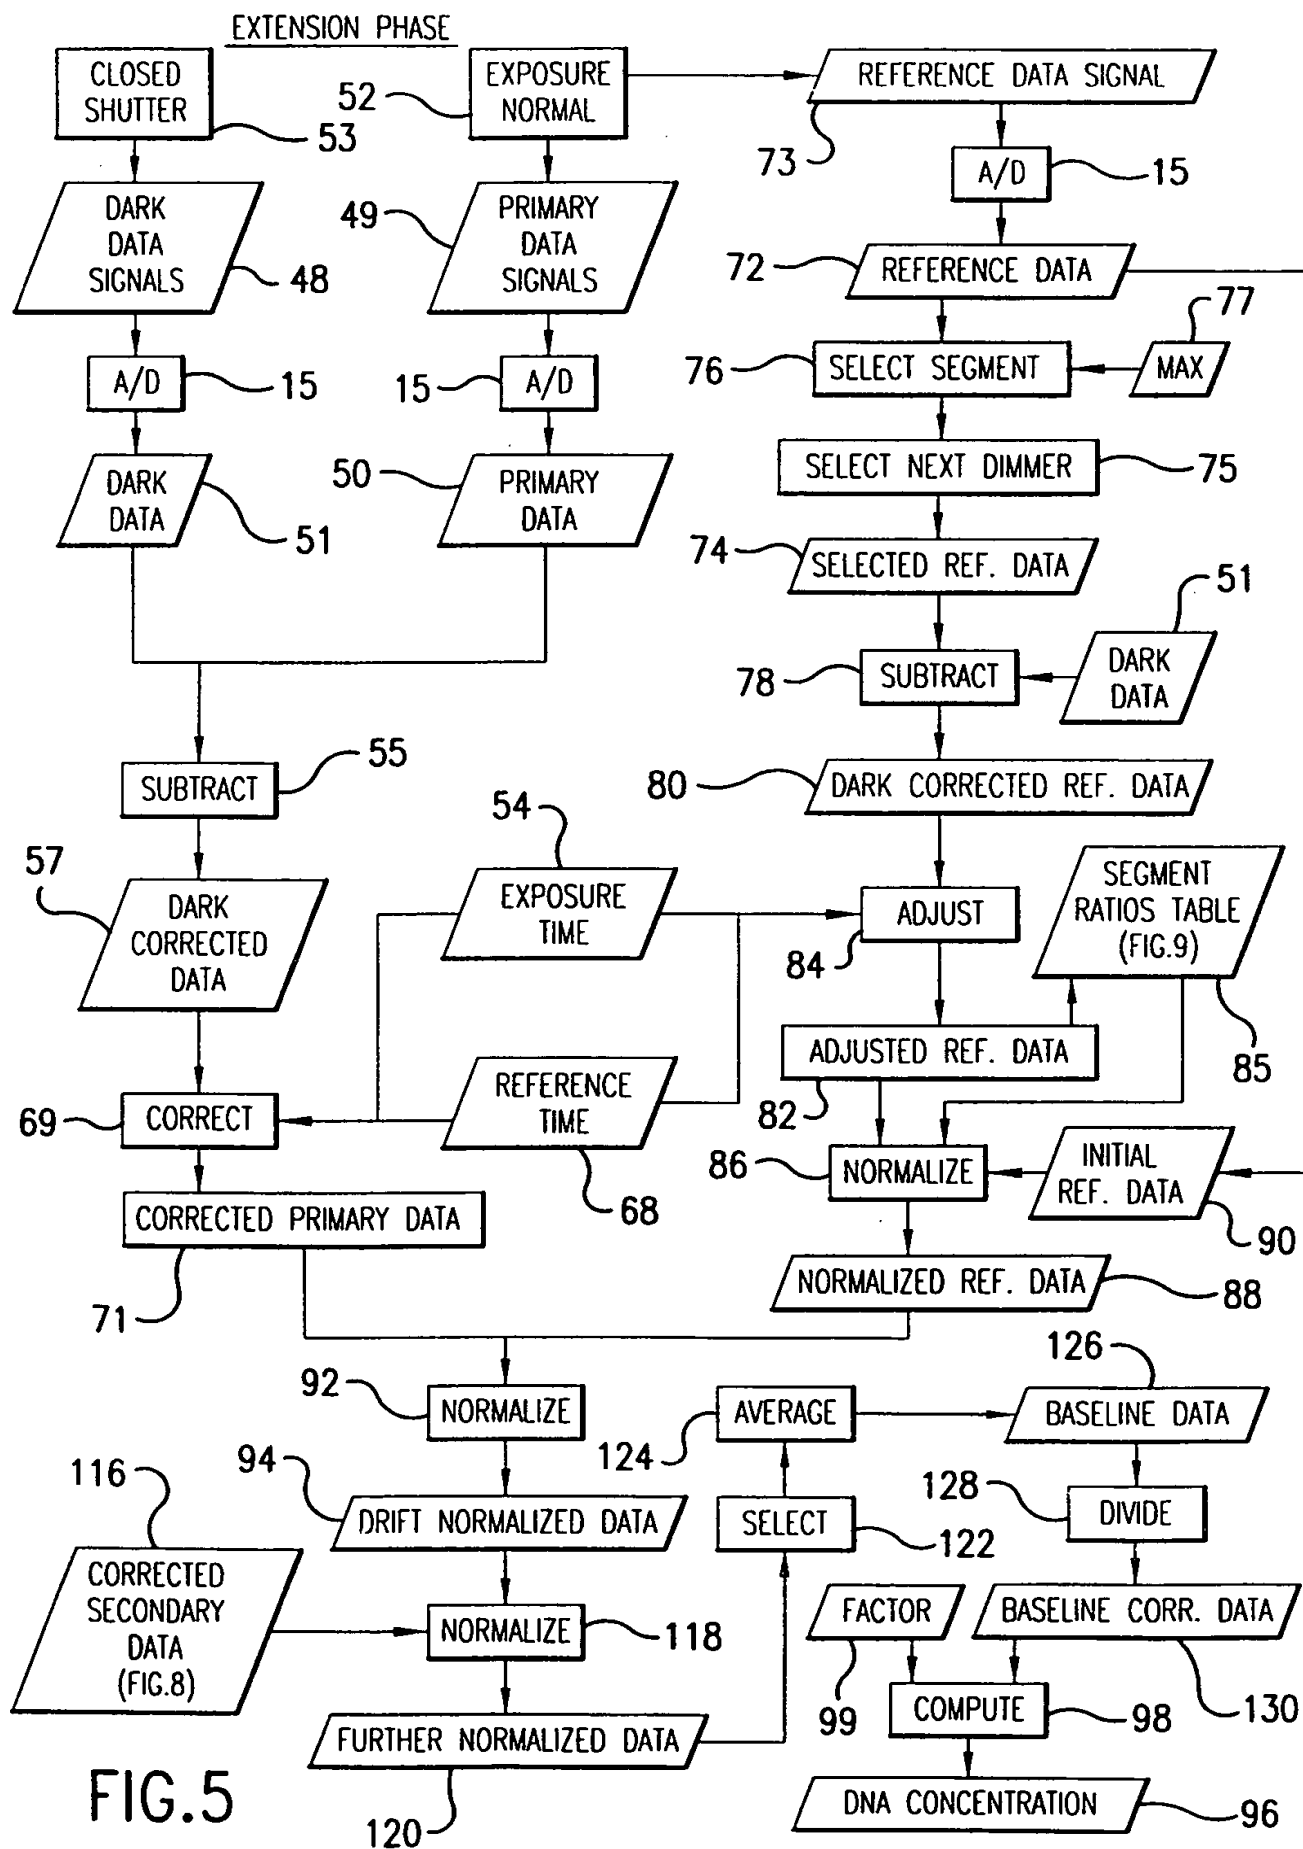 EXTENSION PHASE
CLOSED
SHUTTER
53
52
EXPOSURE
NORMAL
REFERENCE DATA SIGNAL
73
A/D
15
DARK
DATA
SIGNALS
48
49
PRIMARY
DATA
SIGNALS
72
REFERENCE DATA
77
76
SELECT SEGMENT
MAX
A/D
15
15
A/D
SELECT NEXT DIMMER
75
DARK
DATA
51
50
PRIMARY
DATA
74
SELECTED REF. DATA
51
78
SUBTRACT
DARK
DATA
55
SUBTRACT
80
DARK CORRECTED REF. DATA
57
DARK
CORRECTED
DATA
54
EXPOSURE
TIME
ADJUST
84
SEGMENT
RATIOS TABLE
(FIG.9)
85
ADJUSTED REF. DATA
82
69
CORRECT
REFERENCE
TIME
68
86
NORMALIZE
INITIAL
REF. DATA
90
CORRECTED PRIMARY DATA
71
NORMALIZED REF. DATA
88
92
NORMALIZE
124
AVERAGE
126
BASELINE DATA
94
DRIFT NORMALIZED DATA
SELECT
122
128
DIVIDE
116
CORRECTED
SECONDARY
DATA
(FIG.8)
NORMALIZE
118
FACTOR
99
BASELINE CORR. DATA
130
COMPUTE
98
FURTHER NORMALIZED DATA
120
DNA CONCENTRATION
96
FIG.5